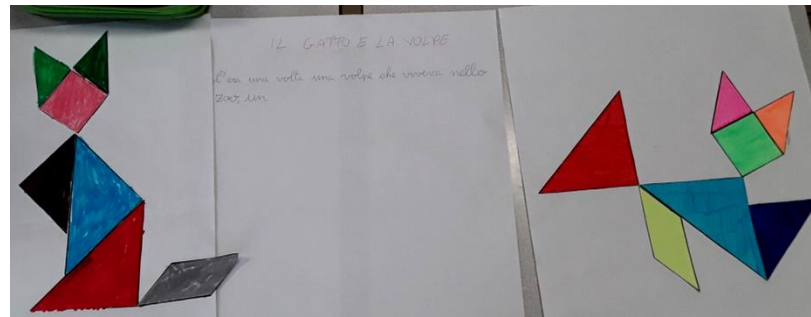 IL GATTO E LA VOLPE
C'era una volta una volpe che viveva nello
zoo, un